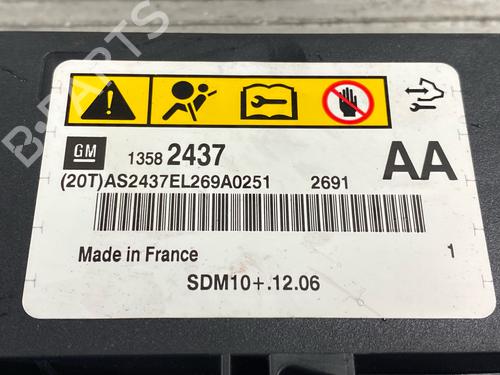 B-PARTS
GM 1358 2437 AA
(20T)AS2437EL269A0251 2691
Made in France 1
SDM10+.12.06